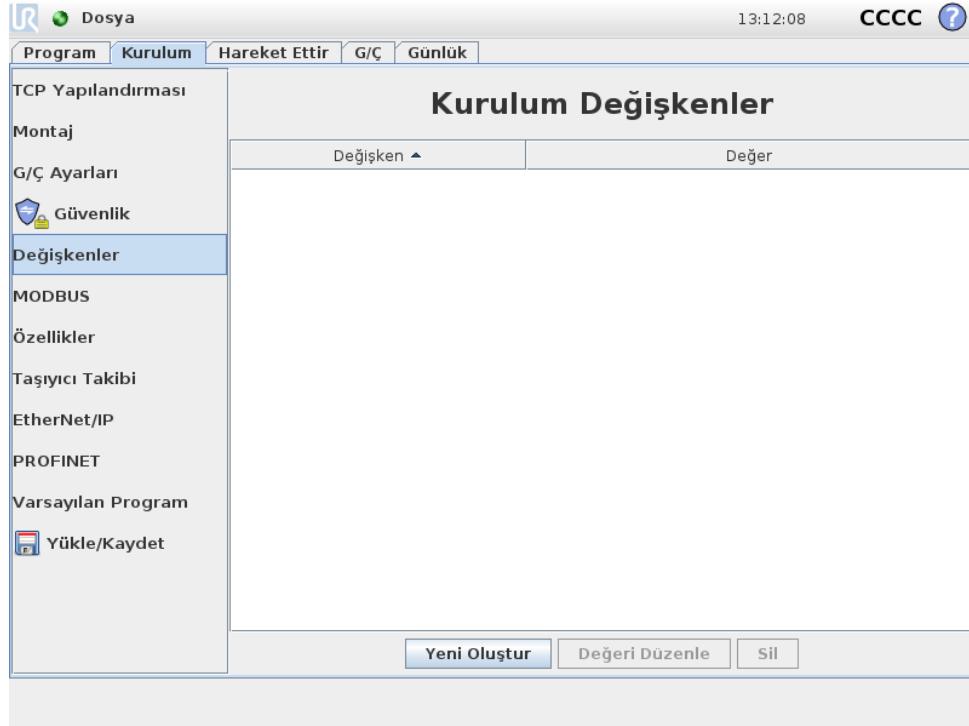 UR Dosya 13:12:08 CCCC ?
Program Kurulum Hareket Ettir G/Ç Günlük
TCP Yapılandırması
Montaj
G/Ç Ayarları
Güvenlik
Değişkenler
MODBUS
Özellikler
Taşıyıcı Takibi
EtherNet/IP
PROFINET
Varsayılan Program
Yükle/Kaydet
Kurulum Değişkenler
Değişken Değer
Yeni Oluştur Değeri Düzenle Sil